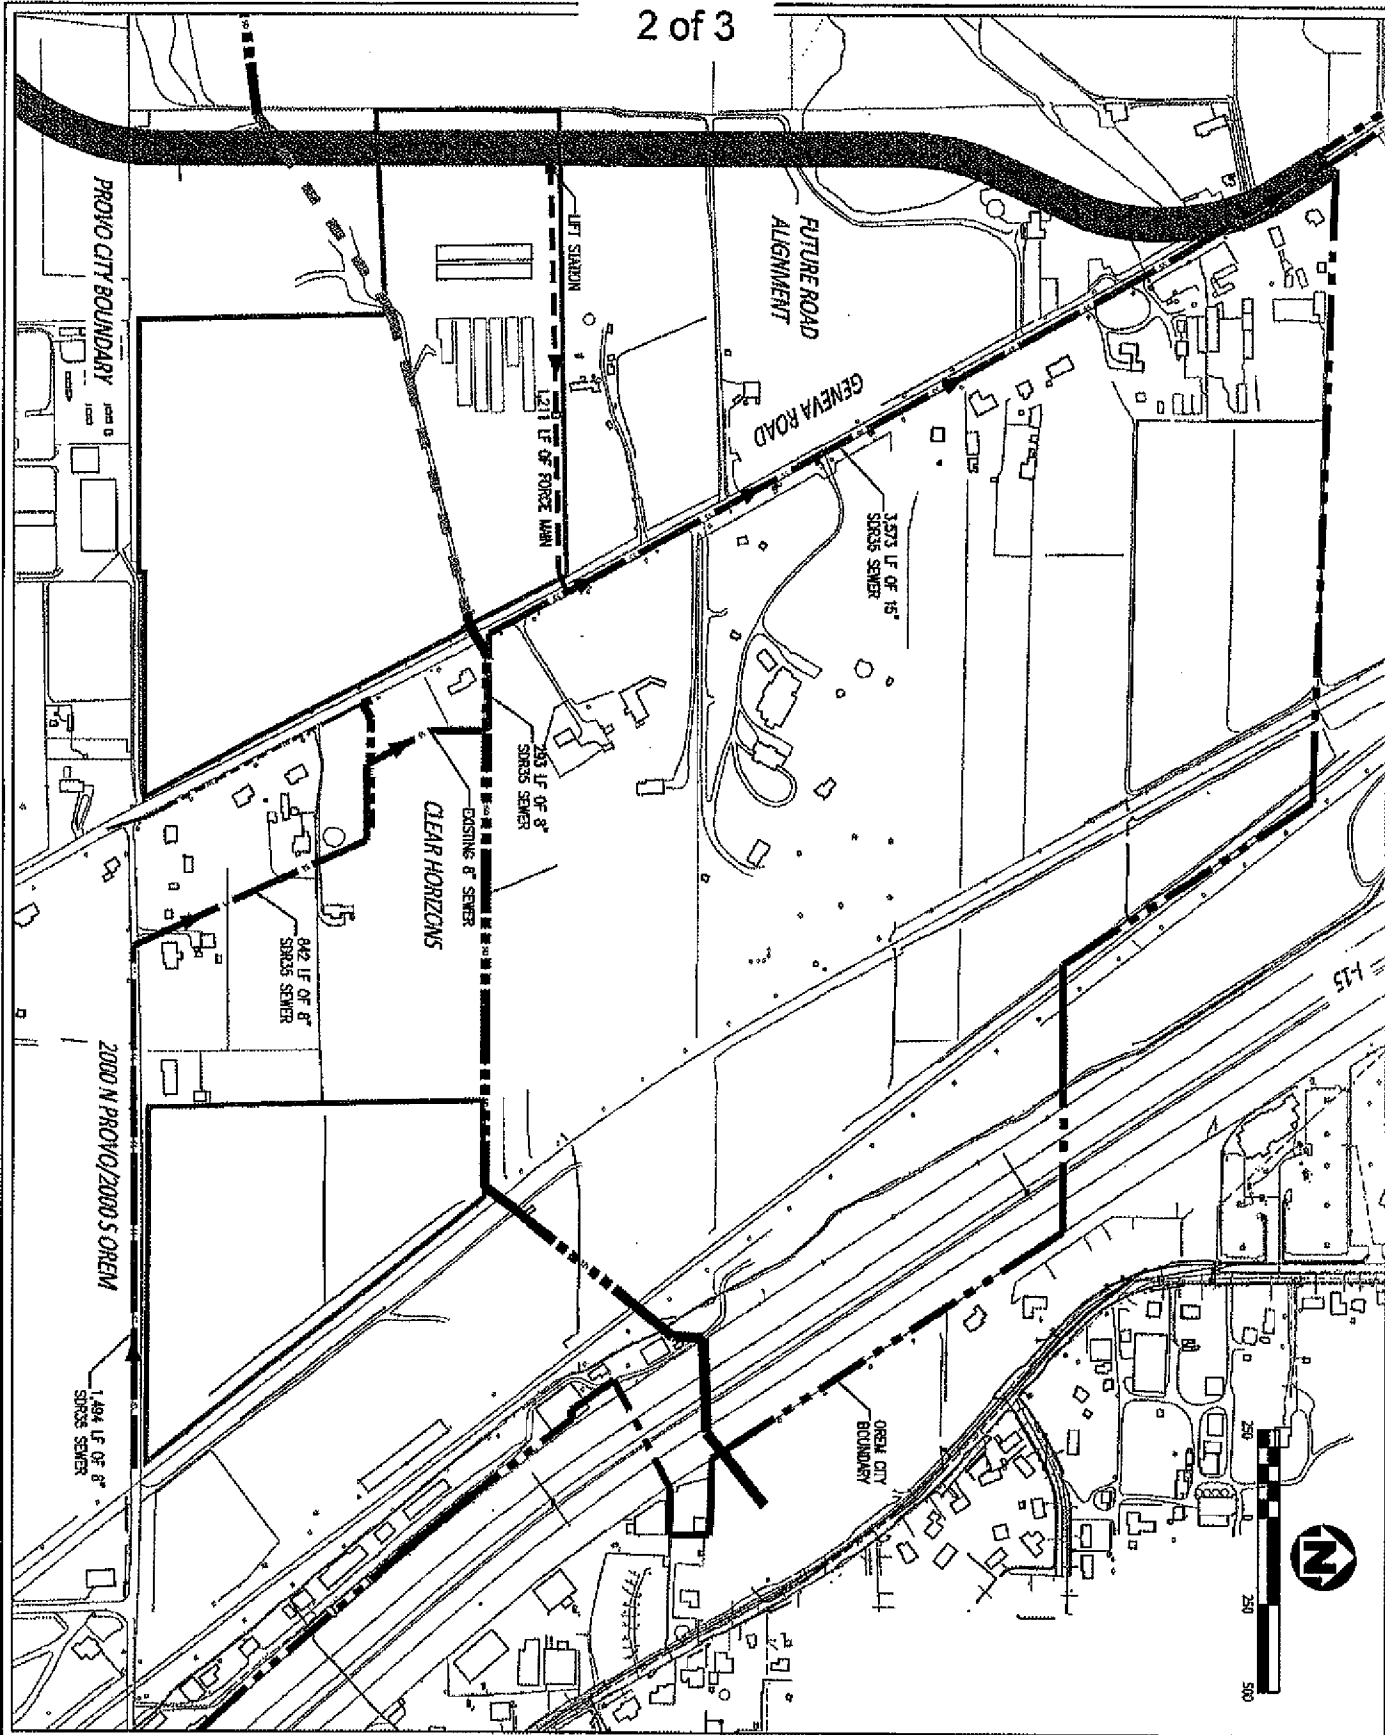 2 of 3
PROVO CITY BOUNDARY
LIFT STATION
FUTURE ROAD
ALIGNMENT
1,211 LF OF FORCE MAIN
GENEVA ROAD
3,573 LF OF 15"
SDR35 SEWER
293 LF OF 8"
SDR35 SEWER
EXISTING 8" SEWER
CLEAR HORIZONS
842 LF OF 8"
SDR35 SEWER
2000 N PROVO/2000 S OREM
1,494 LF OF 8"
SDR35 SEWER
I-15
OREM CITY
BOUNDARY
250
250
500
N